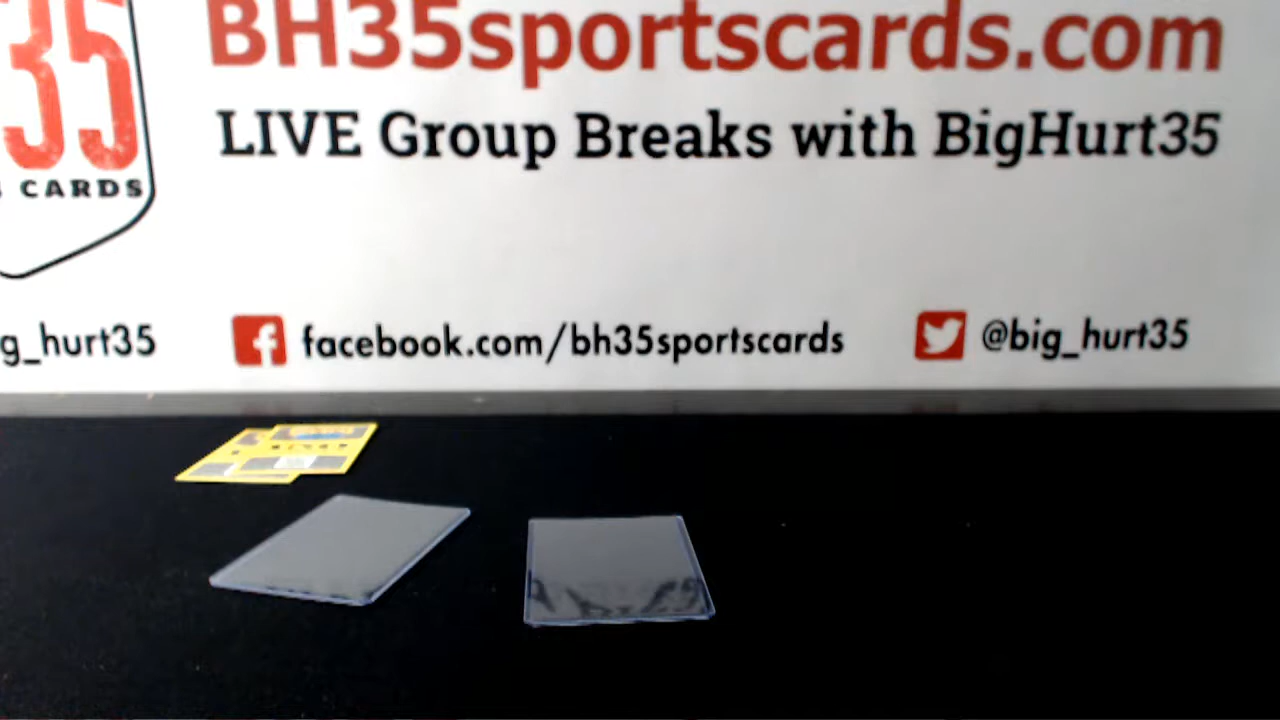 BH35sportscards.com
LIVE Group Breaks with BigHurt35
35
CARDS
g_hurt35
facebook.com/bh35sportscards
@big_hurt35